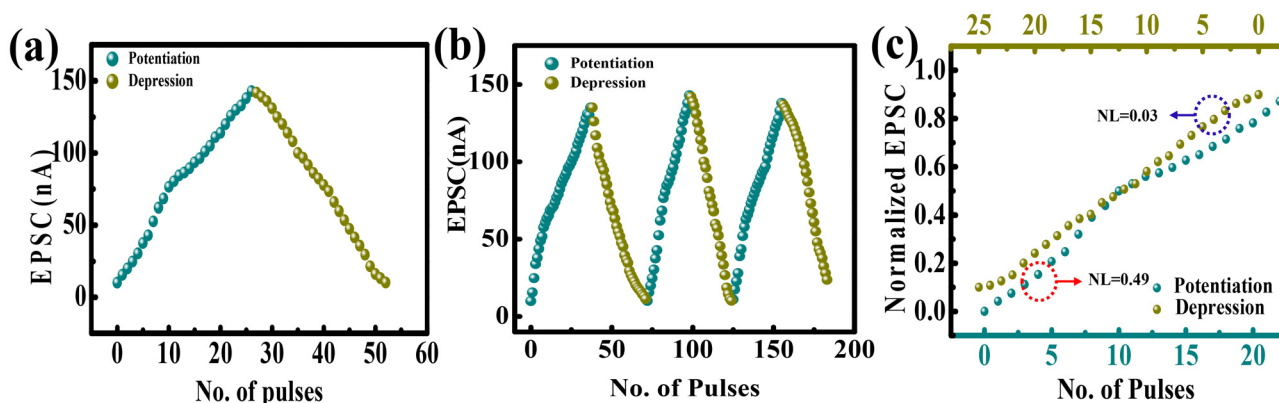 (a)
EPSC (nA)
150
100
50
0
Potentiation
Depression
0 10 20 30 40 50 60
No. of pulses
(b)
EPSC(nA)
150
100
50
0
Potentiation
Depression
0 100 200
No. of Pulses
(c)
25 20 15 10 5 0
Normalized EPSC
1.0
0.8
0.6
0.4
0.2
0.0
NL=0.03
NL=0.49
Potentiation
Depression
0 5 10 15 20
No. of Pulses